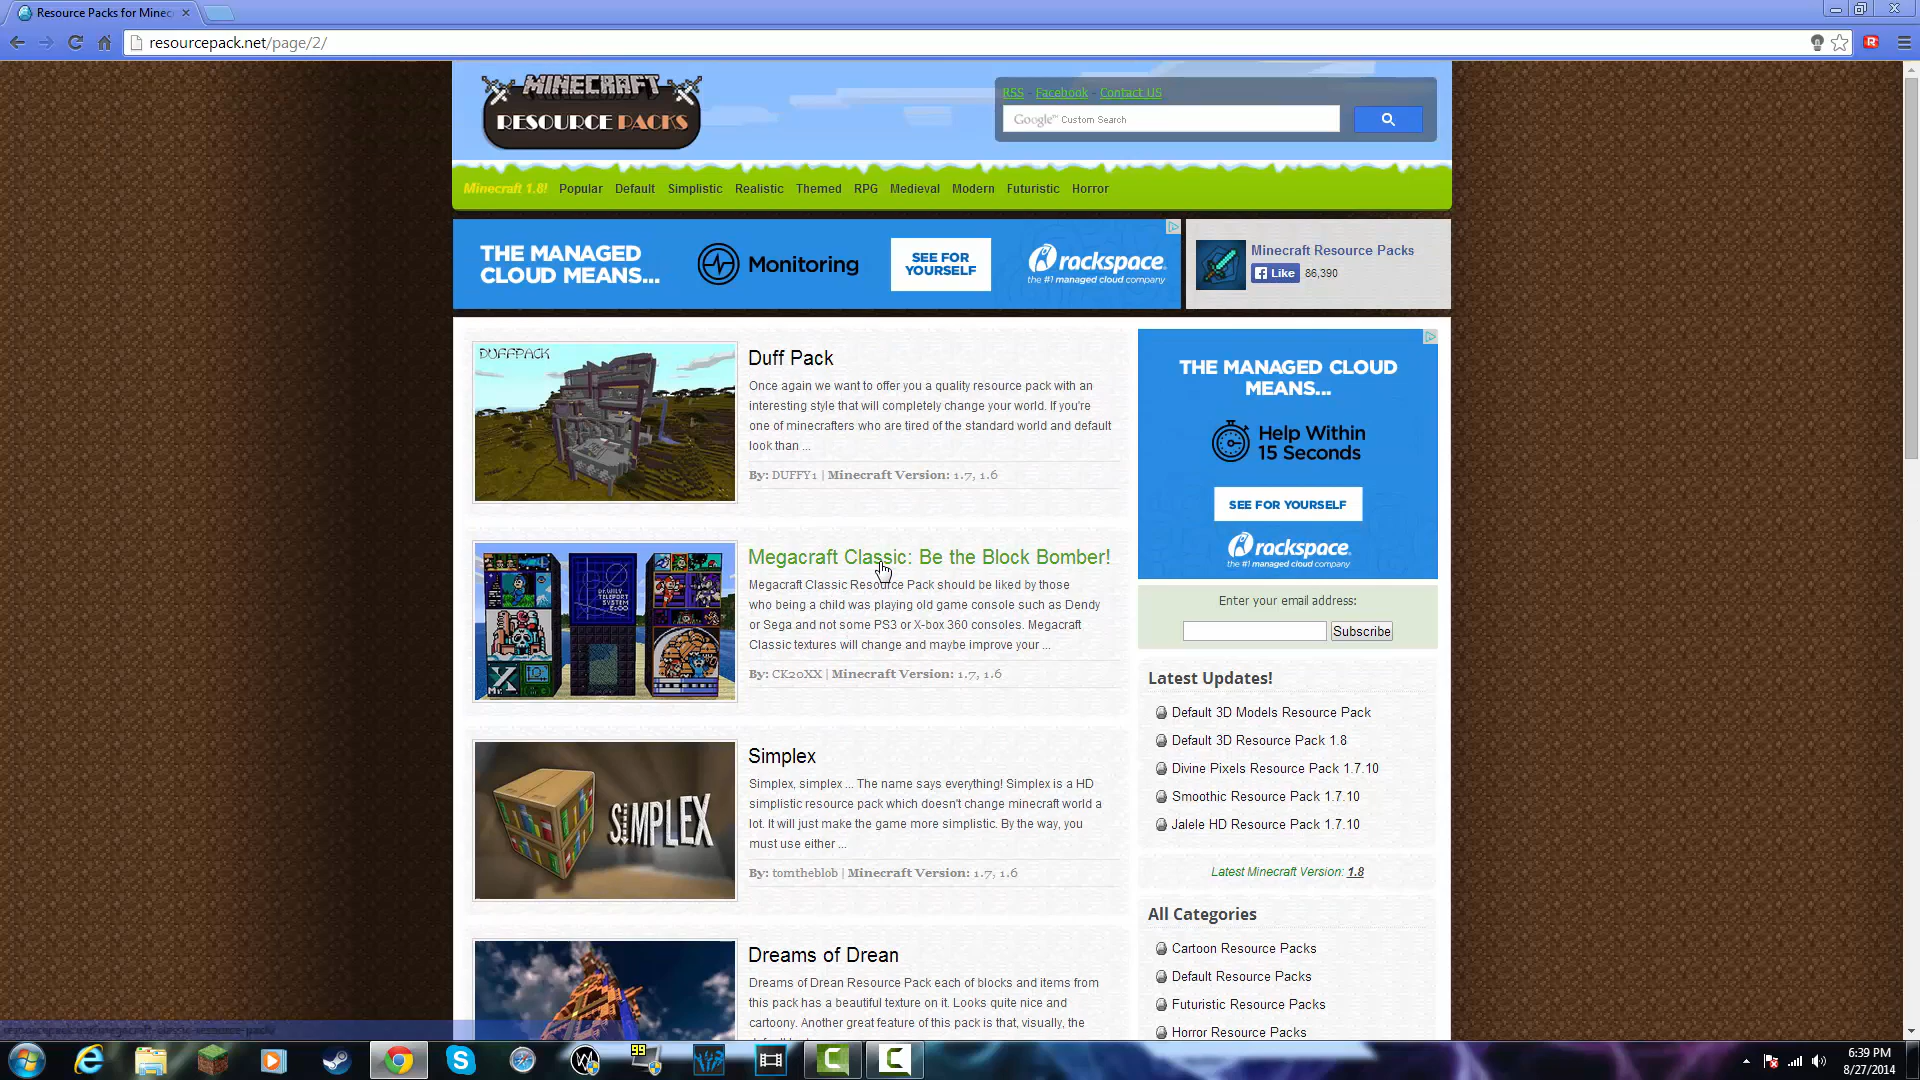 Resource Packs for Minec
resourcepack.net/page/2/
MINECRAFT
RESOURCE PACKS
RSS - Facebook - Contact US
Google™ Custom Search
Minecraft 1.8! Popular Default Simplistic Realistic Themed RPG Medieval Modern Futuristic Horror
THE MANAGED
CLOUD MEANS...
Monitoring
SEE FOR
YOURSELF
rackspace
the #1 managed cloud company
Minecraft Resource Packs
Like 86,390
DUFFPACK
Duff Pack
Once again we want to offer you a quality resource pack with an
interesting style that will completely change your world. If you're
one of minecrafters who are tired of the standard world and default
look than ...
By: DUFFY1 | Minecraft Version: 1.7, 1.6
Megacraft Classic: Be the Block Bomber!
Megacraft Classic Resource Pack should be liked by those
who being a child was playing old game console such as Dendy
or Sega and not some PS3 or X-box 360 consoles. Megacraft
Classic textures will change and maybe improve your ...
By: CK20XX | Minecraft Version: 1.7, 1.6
DR.WILY
TELEPORT
SYSTEM
Mr.
SIMPLEX
Simplex
Simplex, simplex ... The name says everything! Simplex is a HD
simplistic resource pack which doesn't change minecraft world a
lot. It will just make the game more simplistic. By the way, you
must use either ...
By: tomtheblob | Minecraft Version: 1.7, 1.6
Dreams of Drean
Dreams of Drean Resource Pack each of blocks and items from
this pack has a beautiful texture on it. Looks quite nice and
cartoony. Another great feature of this pack is that, visually, the
THE MANAGED CLOUD
MEANS...
Help Within
15 Seconds
SEE FOR YOURSELF
rackspace
the #1 managed cloud company
Enter your email address:
Subscribe
Latest Updates!
Default 3D Models Resource Pack
Default 3D Resource Pack 1.8
Divine Pixels Resource Pack 1.7.10
Smoothic Resource Pack 1.7.10
Jalele HD Resource Pack 1.7.10
Latest Minecraft Version: 1.8
All Categories
Cartoon Resource Packs
Default Resource Packs
Futuristic Resource Packs
Horror Resource Packs
99
6:39 PM
8/27/2014